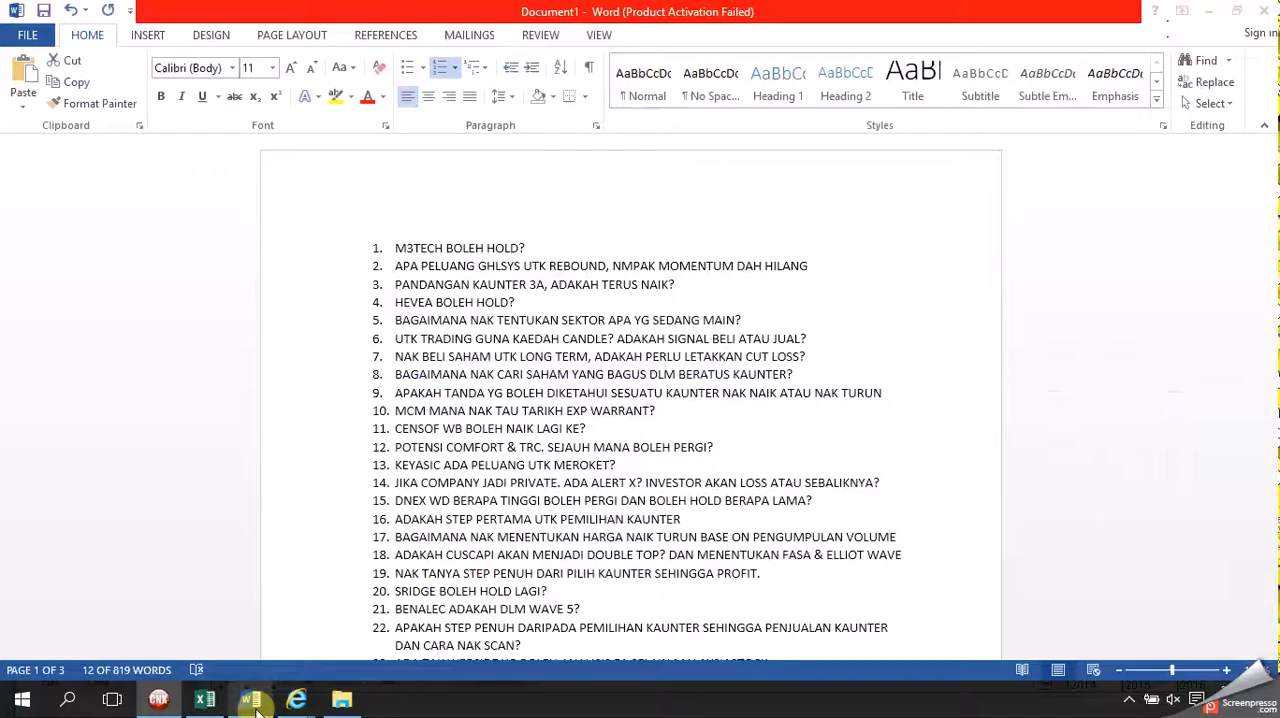 Document1 - Word (Product Activation Failed)
FILE HOME INSERT DESIGN PAGE LAYOUT REFERENCES MAILINGS REVIEW VIEW Sign in
Paste
Cut
Copy
Format Painter
Clipboard
Calibri (Body) 11
Font
Paragraph
AaBbCcDc AaBbCcDc AaBbCc AaBbCcC AaBl AaBbCcD AaBbCcDc AaBbCcDc
¶ Normal ¶ No Spac... Heading 1 Heading 2 Title Subtitle Subtle Em... Emphasis
Styles
Find
Replace
Select
Editing
1. M3TECH BOLEH HOLD?
2. APA PELUANG GHLSYS UTK REBOUND, NMPAK MOMENTUM DAH HILANG
3. PANDANGAN KAUNTER 3A, ADAKAH TERUS NAIK?
4. HEVEA BOLEH HOLD?
5. BAGAIMANA NAK TENTUKAN SEKTOR APA YG SEDANG MAIN?
6. UTK TRADING GUNA KAEDAH CANDLE? ADAKAH SIGNAL BELI ATAU JUAL?
7. NAK BELI SAHAM UTK LONG TERM, ADAKAH PERLU LETAKKAN CUT LOSS?
8. BAGAIMANA NAK CARI SAHAM YANG BAGUS DLM BERATUS KAUNTER?
9. APAKAH TANDA YG BOLEH DIKETAHUI SESUATU KAUNTER NAK NAIK ATAU NAK TURUN
10. MCM MANA NAK TAU TARIKH EXP WARRANT?
11. CENSOF WB BOLEH NAIK LAGI KE?
12. POTENSI COMFORT & TRC. SEJAUH MANA BOLEH PERGI?
13. KEYASIC ADA PELUANG UTK MEROKET?
14. JIKA COMPANY JADI PRIVATE. ADA ALERT X? INVESTOR AKAN LOSS ATAU SEBALIKNYA?
15. DNEX WD BERAPA TINGGI BOLEH PERGI DAN BOLEH HOLD BERAPA LAMA?
16. ADAKAH STEP PERTAMA UTK PEMILIHAN KAUNTER
17. BAGAIMANA NAK MENENTUKAN HARGA NAIK TURUN BASE ON PENGUMPULAN VOLUME
18. ADAKAH CUSCAPI AKAN MENJADI DOUBLE TOP? DAN MENENTUKAN FASA & ELLIOT WAVE
19. NAK TANYA STEP PENUH DARI PILIH KAUNTER SEHINGGA PROFIT.
20. SRIDGE BOLEH HOLD LAGI?
21. BENALEC ADAKAH DLM WAVE 5?
22. APAKAH STEP PENUH DARIPADA PEMILIHAN KAUNTER SEHINGGA PENJUALAN KAUNTER
DAN CARA NAK SCAN?
PAGE 1 OF 3 12 OF 819 WORDS
2014 2015 2016
Screenpresso
.com